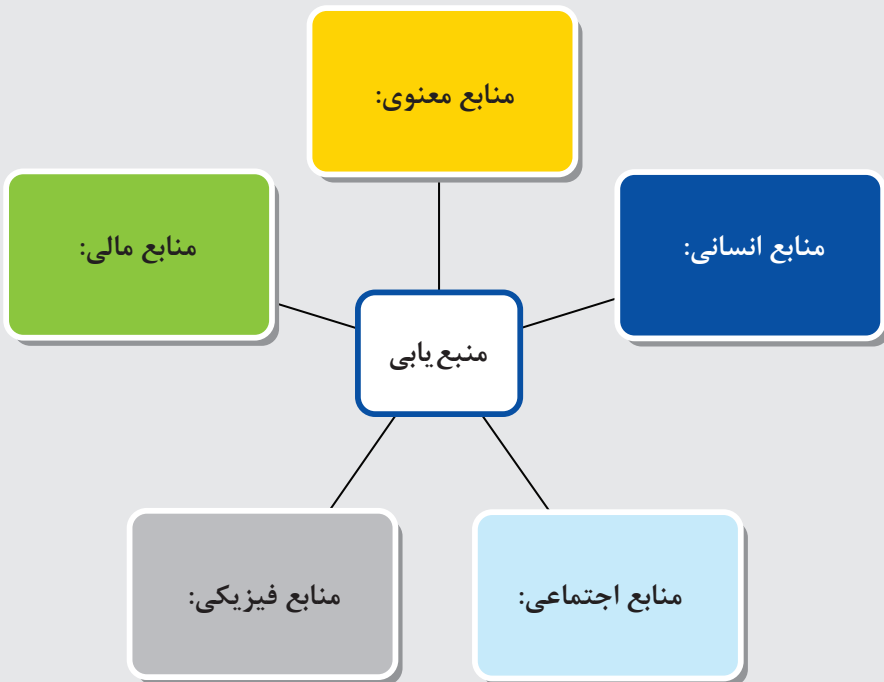 منابع معنوی:
منابع انسانی:
منابع مالی:
منبع‌یابی
منابع اجتماعی:
منابع فیزیکی: